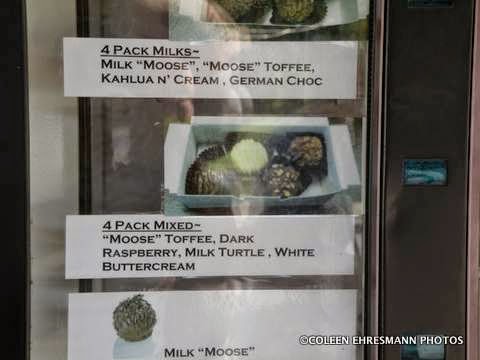 4 Pack Milks~
Milk “Moose”, “Moose” Toffee,
Kahlua n’ Cream , German Choc
4 Pack Mixed~
“Moose” Toffee, Dark
Raspberry, Milk Turtle , White
Buttercream
Milk “Moose”
©COLEEN EHRESMANN PHOTOS